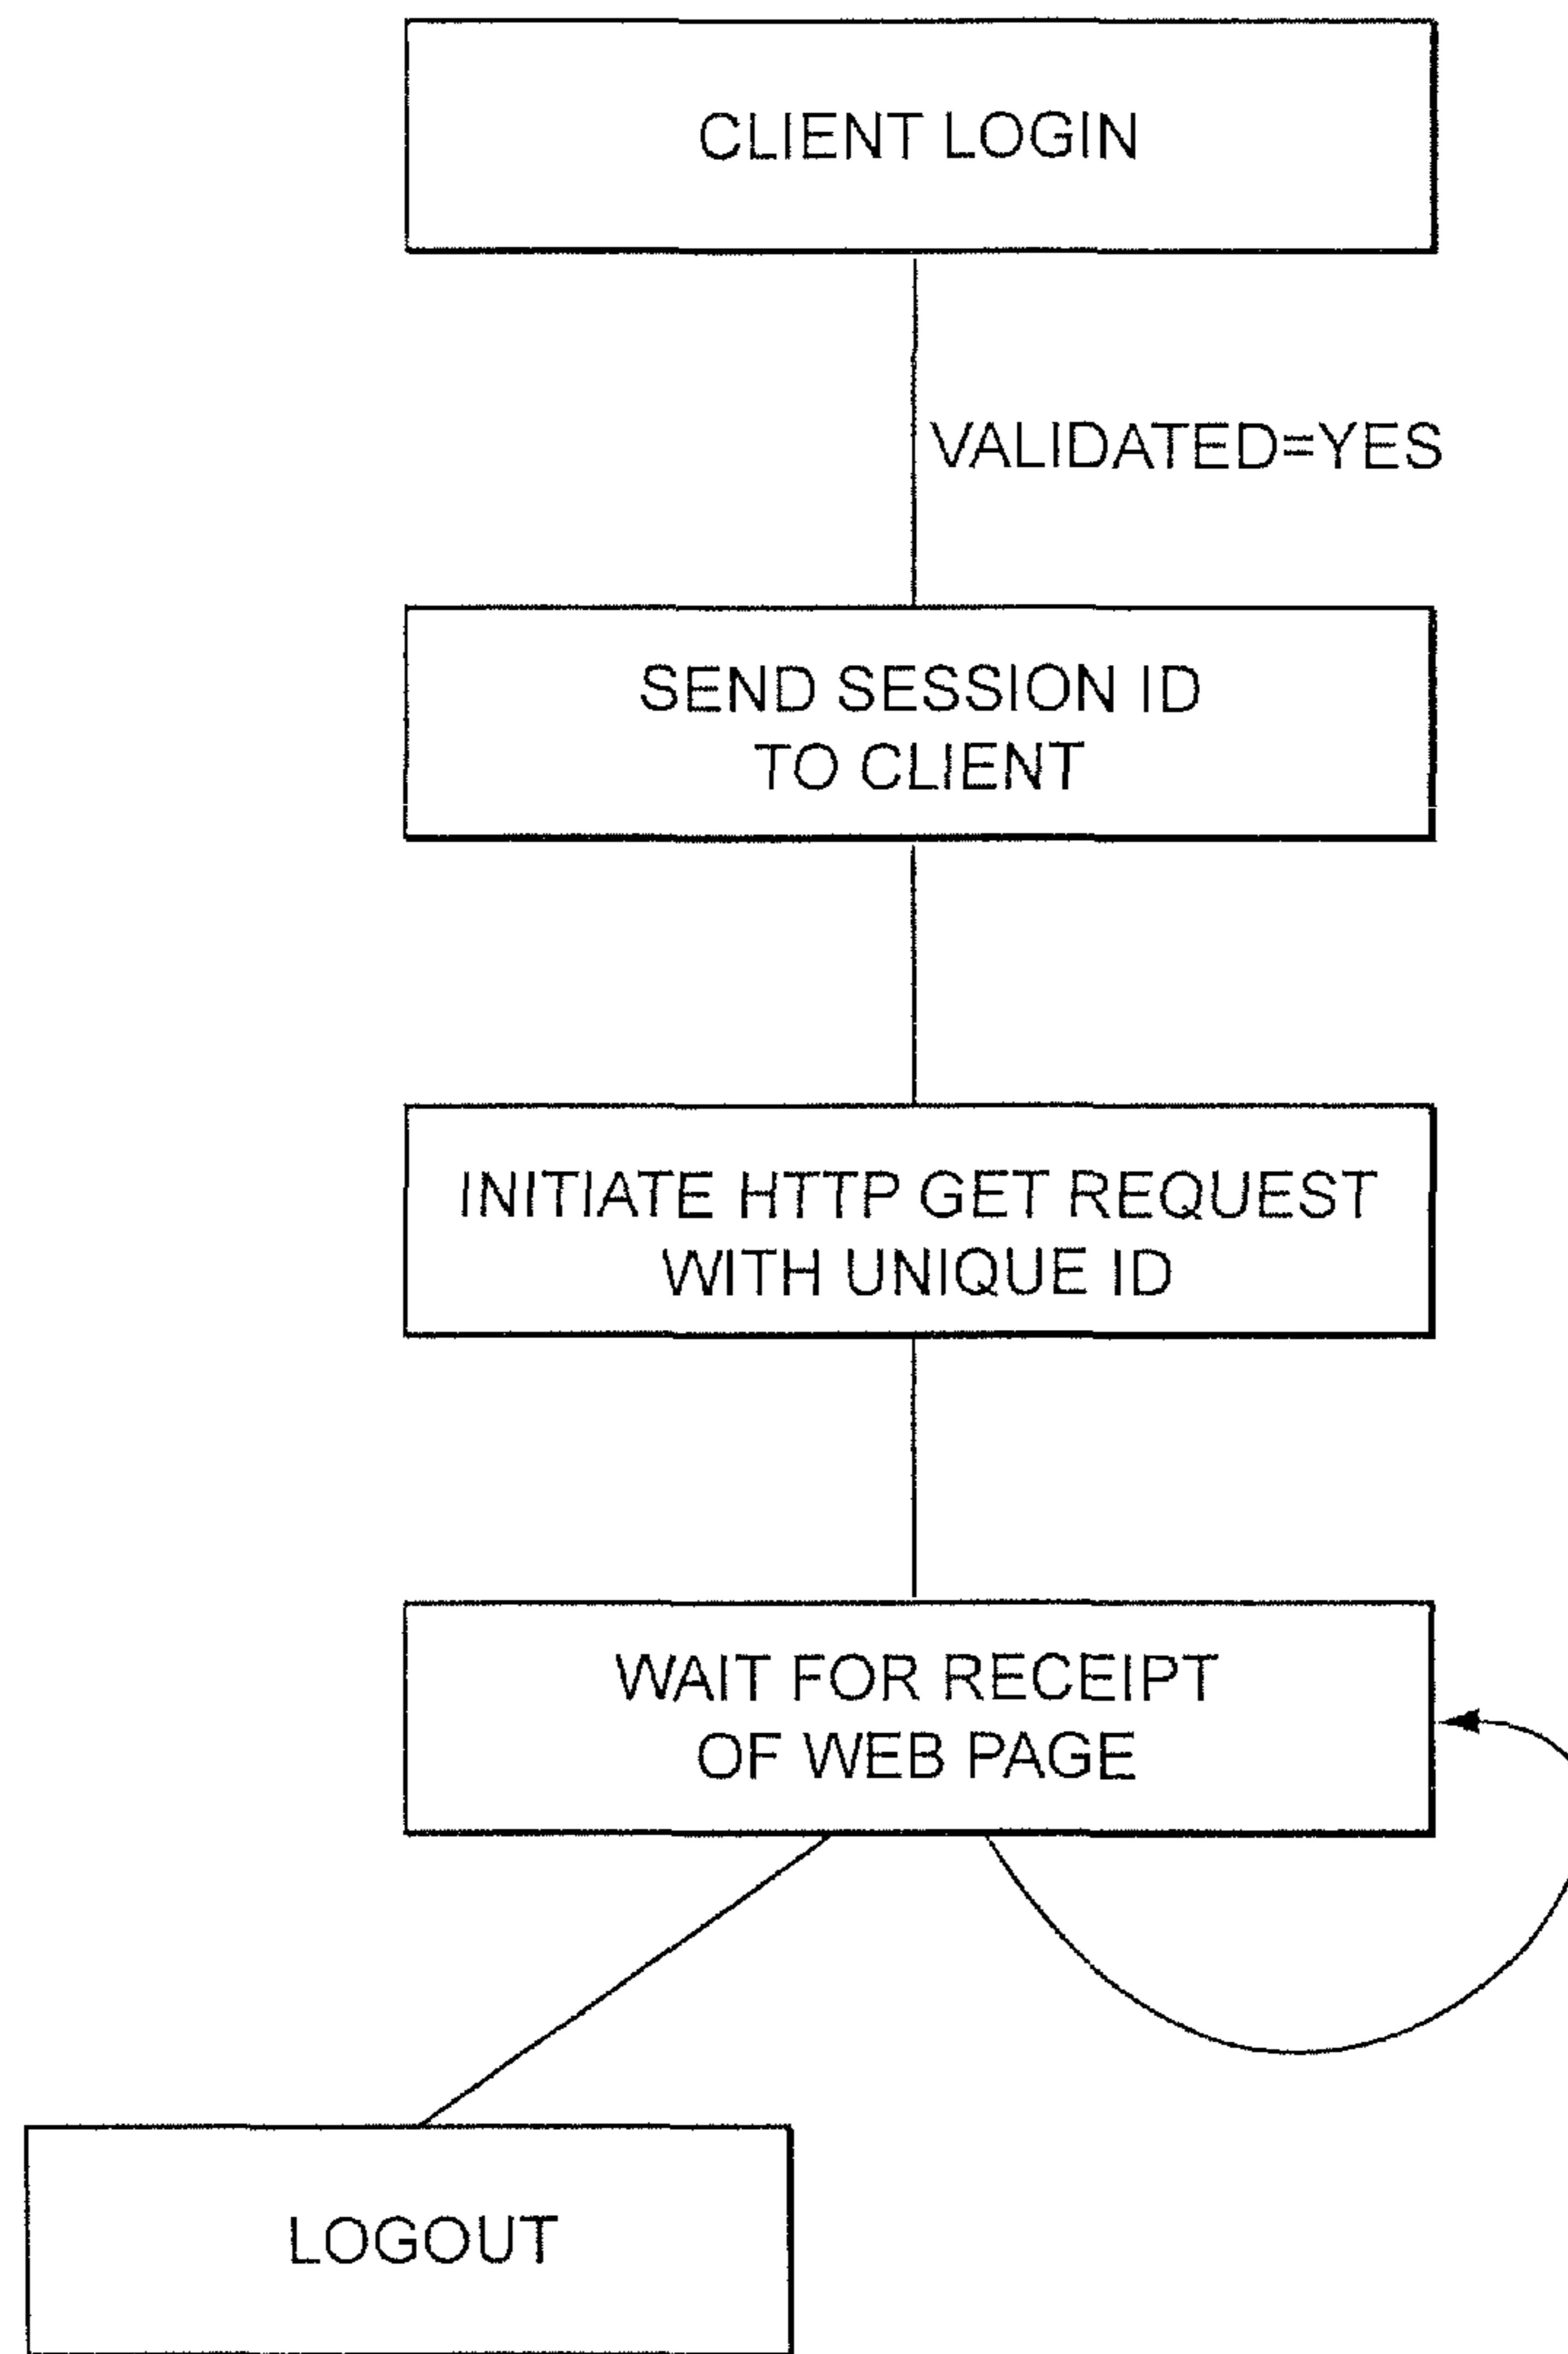 CLIENT LOGIN
VALIDATED=YES
SEND SESSION ID
TO CLIENT
INITIATE HTTP GET REQUEST
WITH UNIQUE ID
WAIT FOR RECEIPT
OF WEB PAGE
LOGOUT